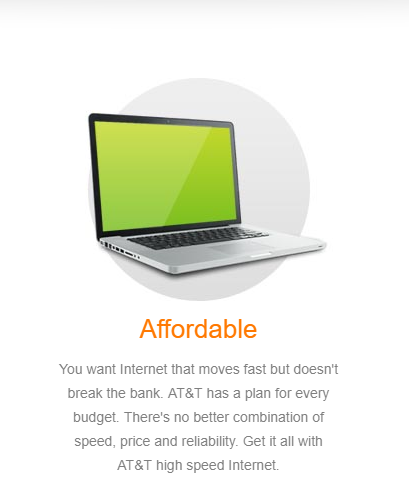 Affordable
You want Internet that moves fast but doesn't
break the bank. AT&T has a plan for every
budget. There's no better combination of
speed, price and reliability. Get it all with
AT&T high speed Internet.